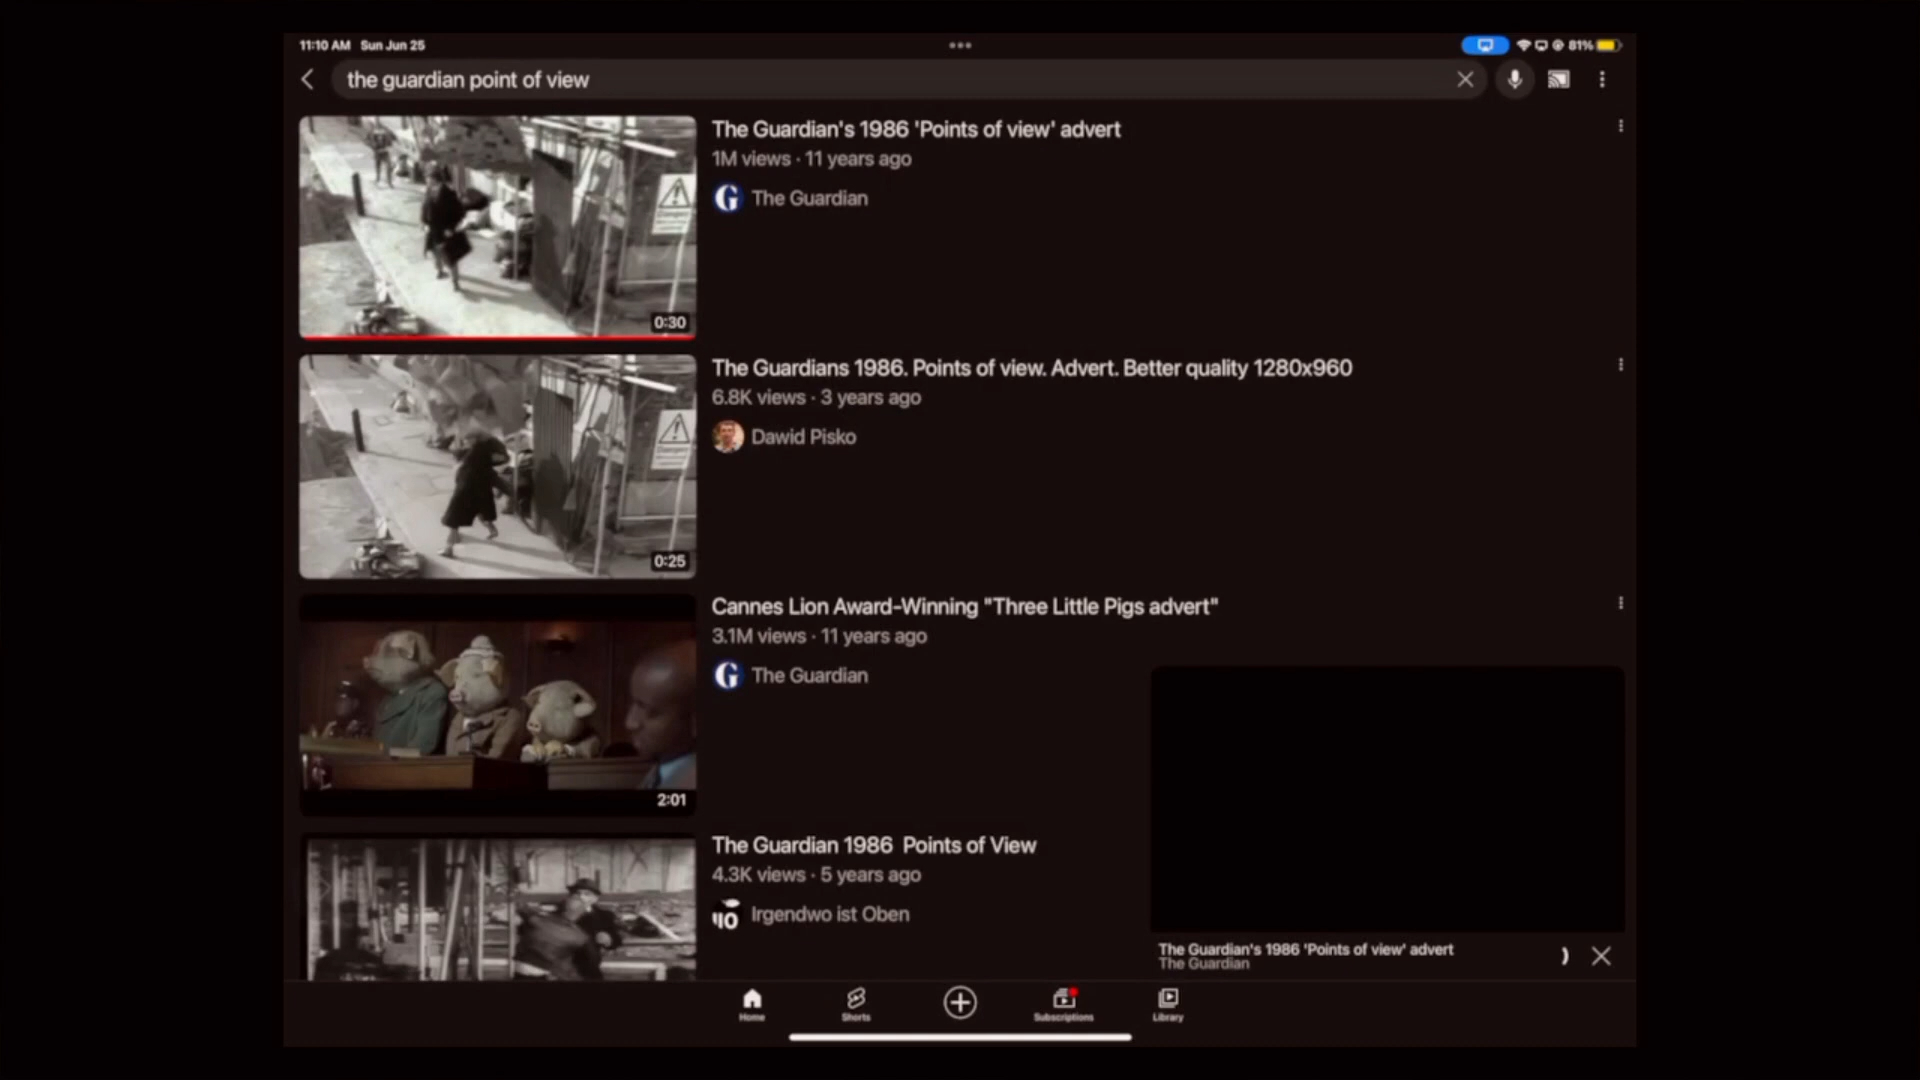 11:10 AM Sun Jun 25
81%
the guardian point of view
The Guardian's 1986 'Points of view' advert
1M views · 11 years ago
The Guardian
0:30
The Guardians 1986. Points of view. Advert. Better quality 1280x960
6.8K views · 3 years ago
Dawid Pisko
0:25
Cannes Lion Award-Winning "Three Little Pigs advert"
3.1M views · 11 years ago
The Guardian
2:01
The Guardian 1986 Points of View
4.3K views · 5 years ago
Irgendwo ist Oben
The Guardian's 1986 'Points of view' advert
The Guardian
Home
Shorts
Subscriptions
Library